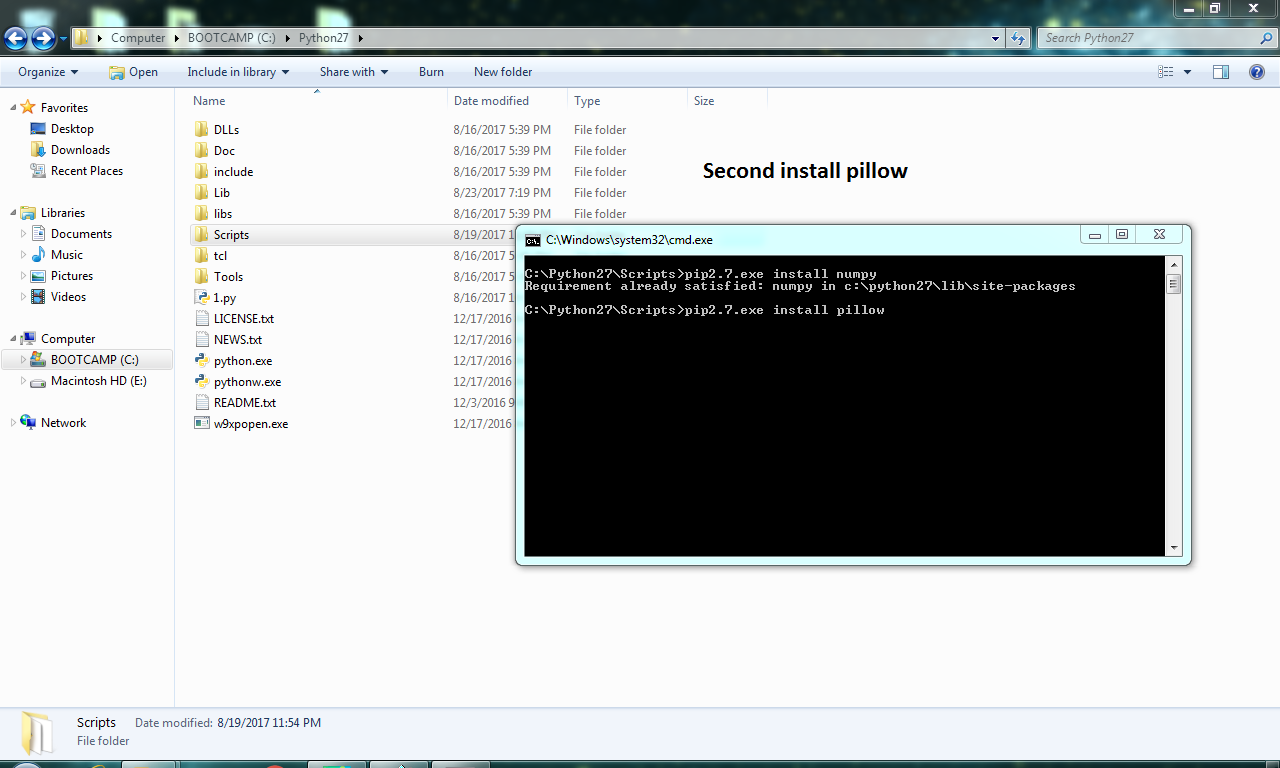 Computer BOOTCAMP (C:) Python27
Search Python27
Organize Open Include in library Share with Burn New folder
Name Date modified Type Size
Favorites
Desktop
Downloads
Recent Places
Libraries
Documents
Music
Pictures
Videos
Computer
BOOTCAMP (C:)
Macintosh HD (E:)
Network
DLLs 8/16/2017 5:39 PM File folder
Doc 8/16/2017 5:39 PM File folder
include 8/16/2017 5:39 PM File folder
Lib 8/23/2017 7:19 PM File folder
libs 8/16/2017 5:39 PM File folder
Scripts 8/19/2017 1
tcl 8/16/2017 5
Tools 8/16/2017 5
1.py 8/16/2017 1
LICENSE.txt 12/17/2016
NEWS.txt 12/17/2016
python.exe 12/17/2016
pythonw.exe 12/17/2016
README.txt 12/3/2016 9
w9xpopen.exe 12/17/2016
Second install pillow
C:\Windows\system32\cmd.exe
C:\Python27\Scripts>pip2.7.exe install numpy
Requirement already satisfied: numpy in c:\python27\lib\site-packages
C:\Python27\Scripts>pip2.7.exe install pillow
Scripts Date modified: 8/19/2017 11:54 PM
File folder